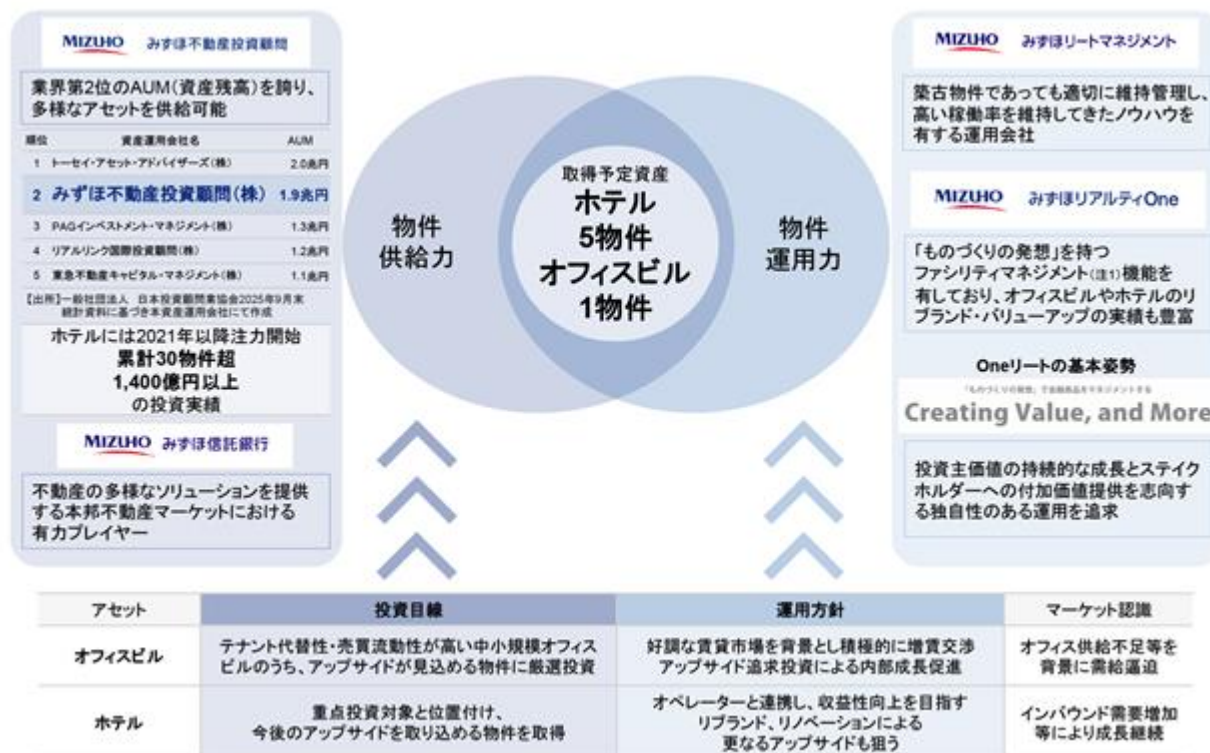 MIZUHO みずほ不動産投資顧問
業界第2位のAUM（資産残高）を誇り、
多様なアセットを供給可能
順位 資産運用会社名 AUM
1 トーセイ・アセット・アドバイザーズ（株） 2.0兆円
2 みずほ不動産投資顧問（株） 1.9兆円
3 PAGインベストメント・マネジメント（株） 1.3兆円
4 リアルリンク国際投資顧問（株） 1.2兆円
5 東急不動産キャピタル・マネジメント（株） 1.1兆円
【出所】一般社団法人 日本投資顧問業協会2025年9月末
統計資料に基づき本資産運用会社にて作成
ホテルには2021年以降注力開始
累計30物件超
1,400億円以上
の投資実績
MIZUHO みずほ信託銀行
不動産の多様なソリューションを提供
する本邦不動産マーケットにおける
有力プレイヤー
物件
供給力
取得予定資産
ホテル
5物件
オフィスビル
1物件
物件
運用力
MIZUHO みずほリートマネジメント
築古物件であっても適切に維持管理し、
高い稼働率を維持してきたノウハウを
有する運用会社
MIZUHO みずほリアルティOne
「ものづくりの発想」を持つ
ファシリティマネジメント（注1）機能を
有しており、オフィスビルやホテルのリ
ブランド・バリューアップの実績も豊富
Oneリートの基本姿勢
「ものづくりの発想」で金融商品をマネジメントする
Creating Value, and More
投資主価値の持続的な成長とステイク
ホルダーへの付加価値提供を志向す
る独自性のある運用を追求
アセット 投資目線 運用方針 マーケット認識
オフィスビル
テナント代替性・売買流動性が高い中小規模オフィス
ビルのうち、アップサイドが見込める物件に厳選投資
好調な賃貸市場を背景とし積極的に増賃交渉
アップサイド追求投資による内部成長促進
オフィス供給不足等を
背景に需給逼迫
ホテル
重点投資対象と位置付け、
今後のアップサイドを取り込める物件を取得
オペレーターと連携し、収益性向上を目指す
リブランド、リノベーションによる
更なるアップサイドも狙う
インバウンド需要増加
等により成長継続